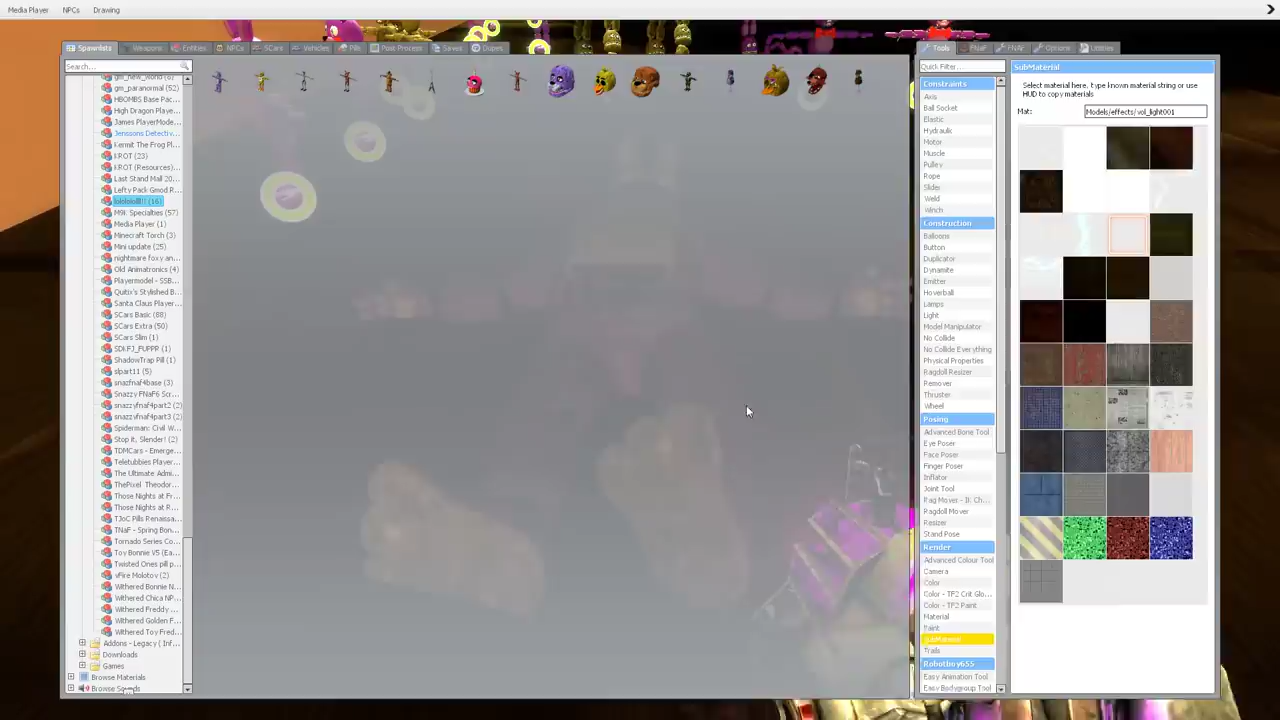 Media Player NPCs Drawing
Spawnlists Weapons Entities NPCs SCars Vehicles Pills Post Process Saves Dupes
Search...
gm_new_world (6)
gm_paranormal (52)
HBOMBS Base Pac...
High Dragon Player...
James PlayerMode...
Jenssons Detectiv...
Kermit The Frog Pl...
KROT (23)
KROT (Resources)...
Last Stand Mall 20...
Lefty Pack Gmod R...
M9k Specialties (57)
Media Player (1)
Minecraft Torch (3)
Mini update (25)
nightmare foxy an...
Old Animatronics (4)
Playermodel - SSB...
Quitix's Stylished B...
Santa Claus Player...
SCars Basic (88)
SCars Extra (50)
SCars Slim (1)
SDKFJ_FUPPR (1)
ShadowTrap Pill (1)
slpart11 (5)
snazfnaf4base (3)
Snazzy FNaF6 Scr...
snazzyfnaf4part2 (2)
snazzyfnaf4part3 (2)
Spiderman: Civil W...
Stop it, Slender! (2)
TDMCars - Emerge...
Teletubbies Player...
The Ultimate Admi...
ThePixel_Theodor...
Those Nights at Fr...
Those Nights at R...
TJoC Pills Renaissa...
TNaF - Spring Bon...
Tornado Series Co...
Toy Bonnie V5 (Ea...
Twisted Ones pill p...
vFire Molotov (2)
Withered Bonnie N...
Withered Chica NP...
Withered Freddy ...
Withered Golden F...
Withered Toy Fred...
Addons - Legacy ( Inf...
Downloads
Games
Browse Materials
Browse Sounds
Tools FNaF FNAF Options Utilities
Quick Filter...
Constraints
Axis
Ball Socket
Elastic
Hydraulic
Motor
Muscle
Pulley
Rope
Slider
Weld
Winch
Construction
Balloons
Button
Duplicator
Dynamite
Emitter
Hoverball
Lamps
Light
Model Manipulator
No Collide
No Collide Everything
Physical Properties
Ragdoll Resizer
Remover
Thruster
Wheel
Posing
Advanced Bone Tool
Eye Poser
Face Poser
Finger Poser
Inflator
Joint Tool
Rag Mover - IK Ch...
Ragdoll Mover
Resizer
Stand Pose
Render
Advanced Colour Tool
Camera
Color
Color - TF2 Crit Glo...
Color - TF2 Paint
Material
Paint
SubMaterial
Trails
Robotboy655
Easy Animation Tool
Easy Bodygroup Tool
SubMaterial
Select material here, type known material string or use
HUD to copy materials
Mat: Models/effects/vol_light001